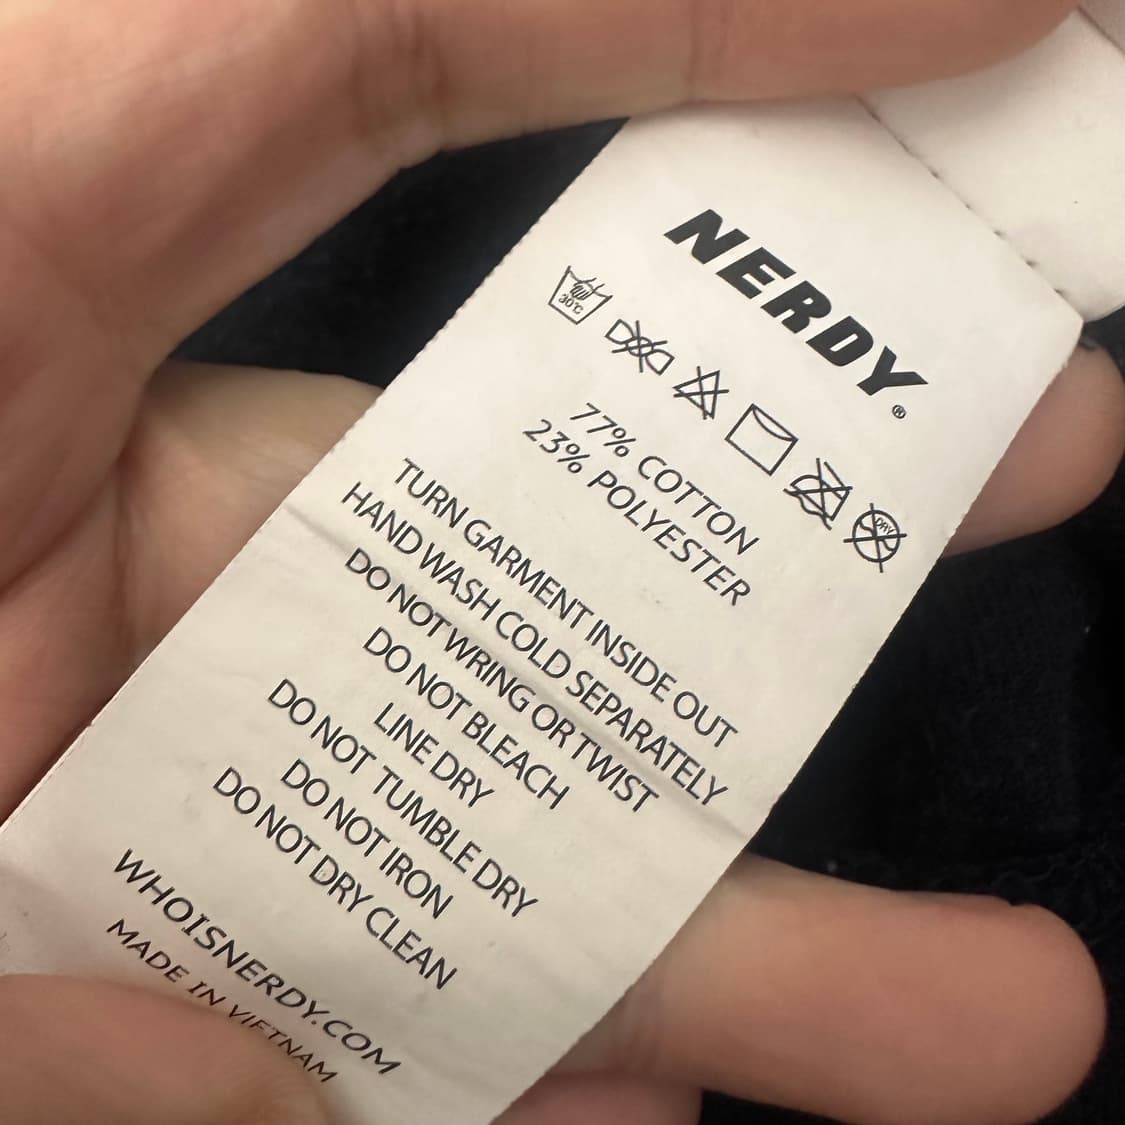 NERDY®
30°C
DRY
77% COTTON
23% POLYESTER
TURN GARMENT INSIDE OUT
HAND WASH COLD SEPARATELY
DO NOT WRING OR TWIST
DO NOT BLEACH
LINE DRY
DO NOT TUMBLE DRY
DO NOT IRON
DO NOT DRY CLEAN
WHOISNERDY.COM
MADE IN VIETNAM